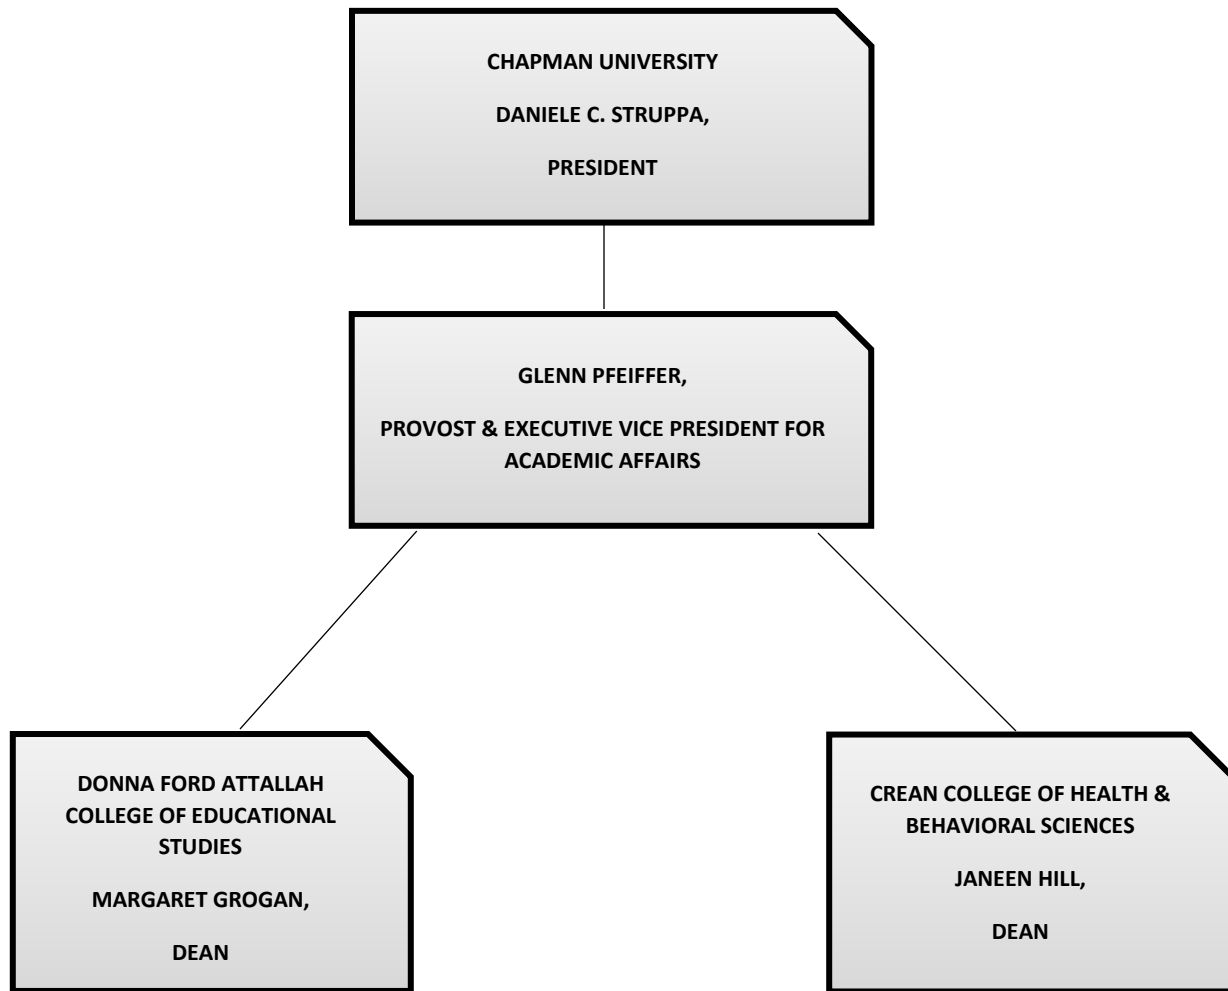 CHAPMAN UNIVERSITY
DANIELE C. STRUPPA,
PRESIDENT
GLENN PFEIFFER,
PROVOST & EXECUTIVE VICE PRESIDENT FOR
ACADEMIC AFFAIRS
DONNA FORD ATTALLAH
COLLEGE OF EDUCATIONAL
STUDIES
MARGARET GROGAN,
DEAN
CREAN COLLEGE OF HEALTH &
BEHAVIORAL SCIENCES
JANEEN HILL,
DEAN